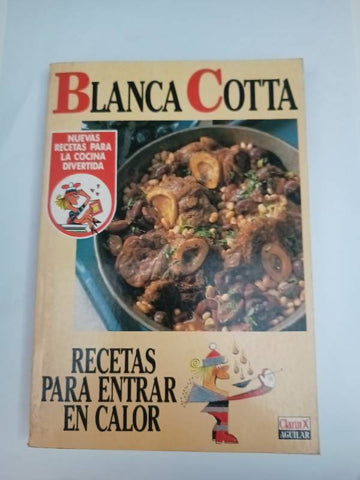 BLANCA COTTA
NUEVAS
RECETAS PARA
LA COCINA
DIVERTIDA
RECETAS
PARA ENTRAR
EN CALOR
Clarín X
AGUILAR